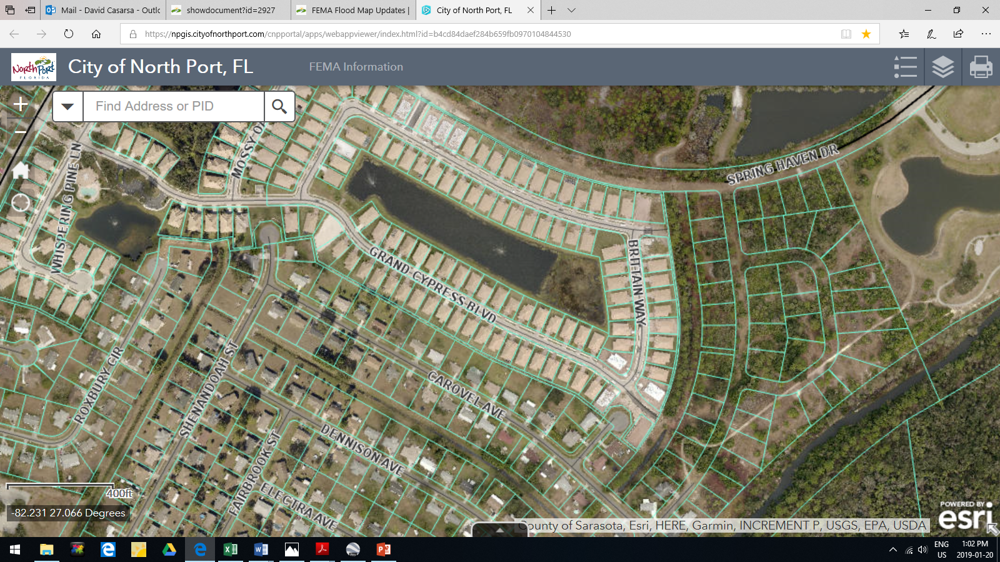 Mail - David Casarsa - Outlo
showdocument?id=2927
FEMA Flood Map Updates |
City of North Port, FL
https://npgis.cityofnorthport.com/cnpportal/apps/webappviewer/index.html?id=b4cd84daef284b659fb0970104844530
North Port
FLORIDA
City of North Port, FL
FEMA Information
Find Address or PID
MOSSY
WHISPERING PINE LN
SPRING HAVEN DR
GRAND CYPRESS BLVD
BRITTAIN WAY
ROXBURY CIR
SHENANDOAH ST
CAROVEL AVE
DENNISON AVE
FAIRBROOK ST
ELECTRA AVE
400ft
-82.231 27.066 Degrees
POWERED BY
esri
County of Sarasota, Esri, HERE, Garmin, INCREMENT P, USGS, EPA, USDA
ENG
US
1:02 PM
2019-01-20